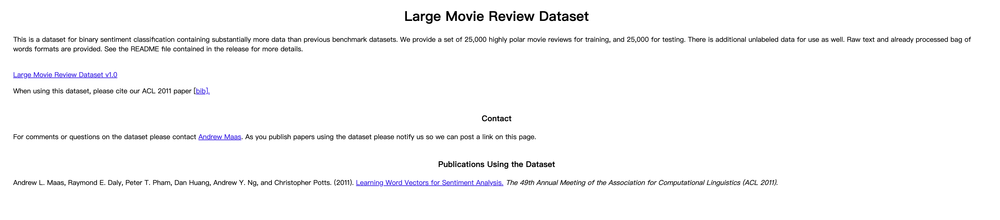 Large Movie Review Dataset
This is a dataset for binary sentiment classification containing substantially more data than previous benchmark datasets. We provide a set of 25,000 highly polar movie reviews for training, and 25,000 for testing. There is additional unlabeled data for use as well. Raw text and already processed bag of
words formats are provided. See the README file contained in the release for more details.
Large Movie Review Dataset v1.0
When using this dataset, please cite our ACL 2011 paper [bib].
Contact
For comments or questions on the dataset please contact Andrew Maas. As you publish papers using the dataset please notify us so we can post a link on this page.
Publications Using the Dataset
Andrew L. Maas, Raymond E. Daly, Peter T. Pham, Dan Huang, Andrew Y. Ng, and Christopher Potts. (2011). Learning Word Vectors for Sentiment Analysis. The 49th Annual Meeting of the Association for Computational Linguistics (ACL 2011).